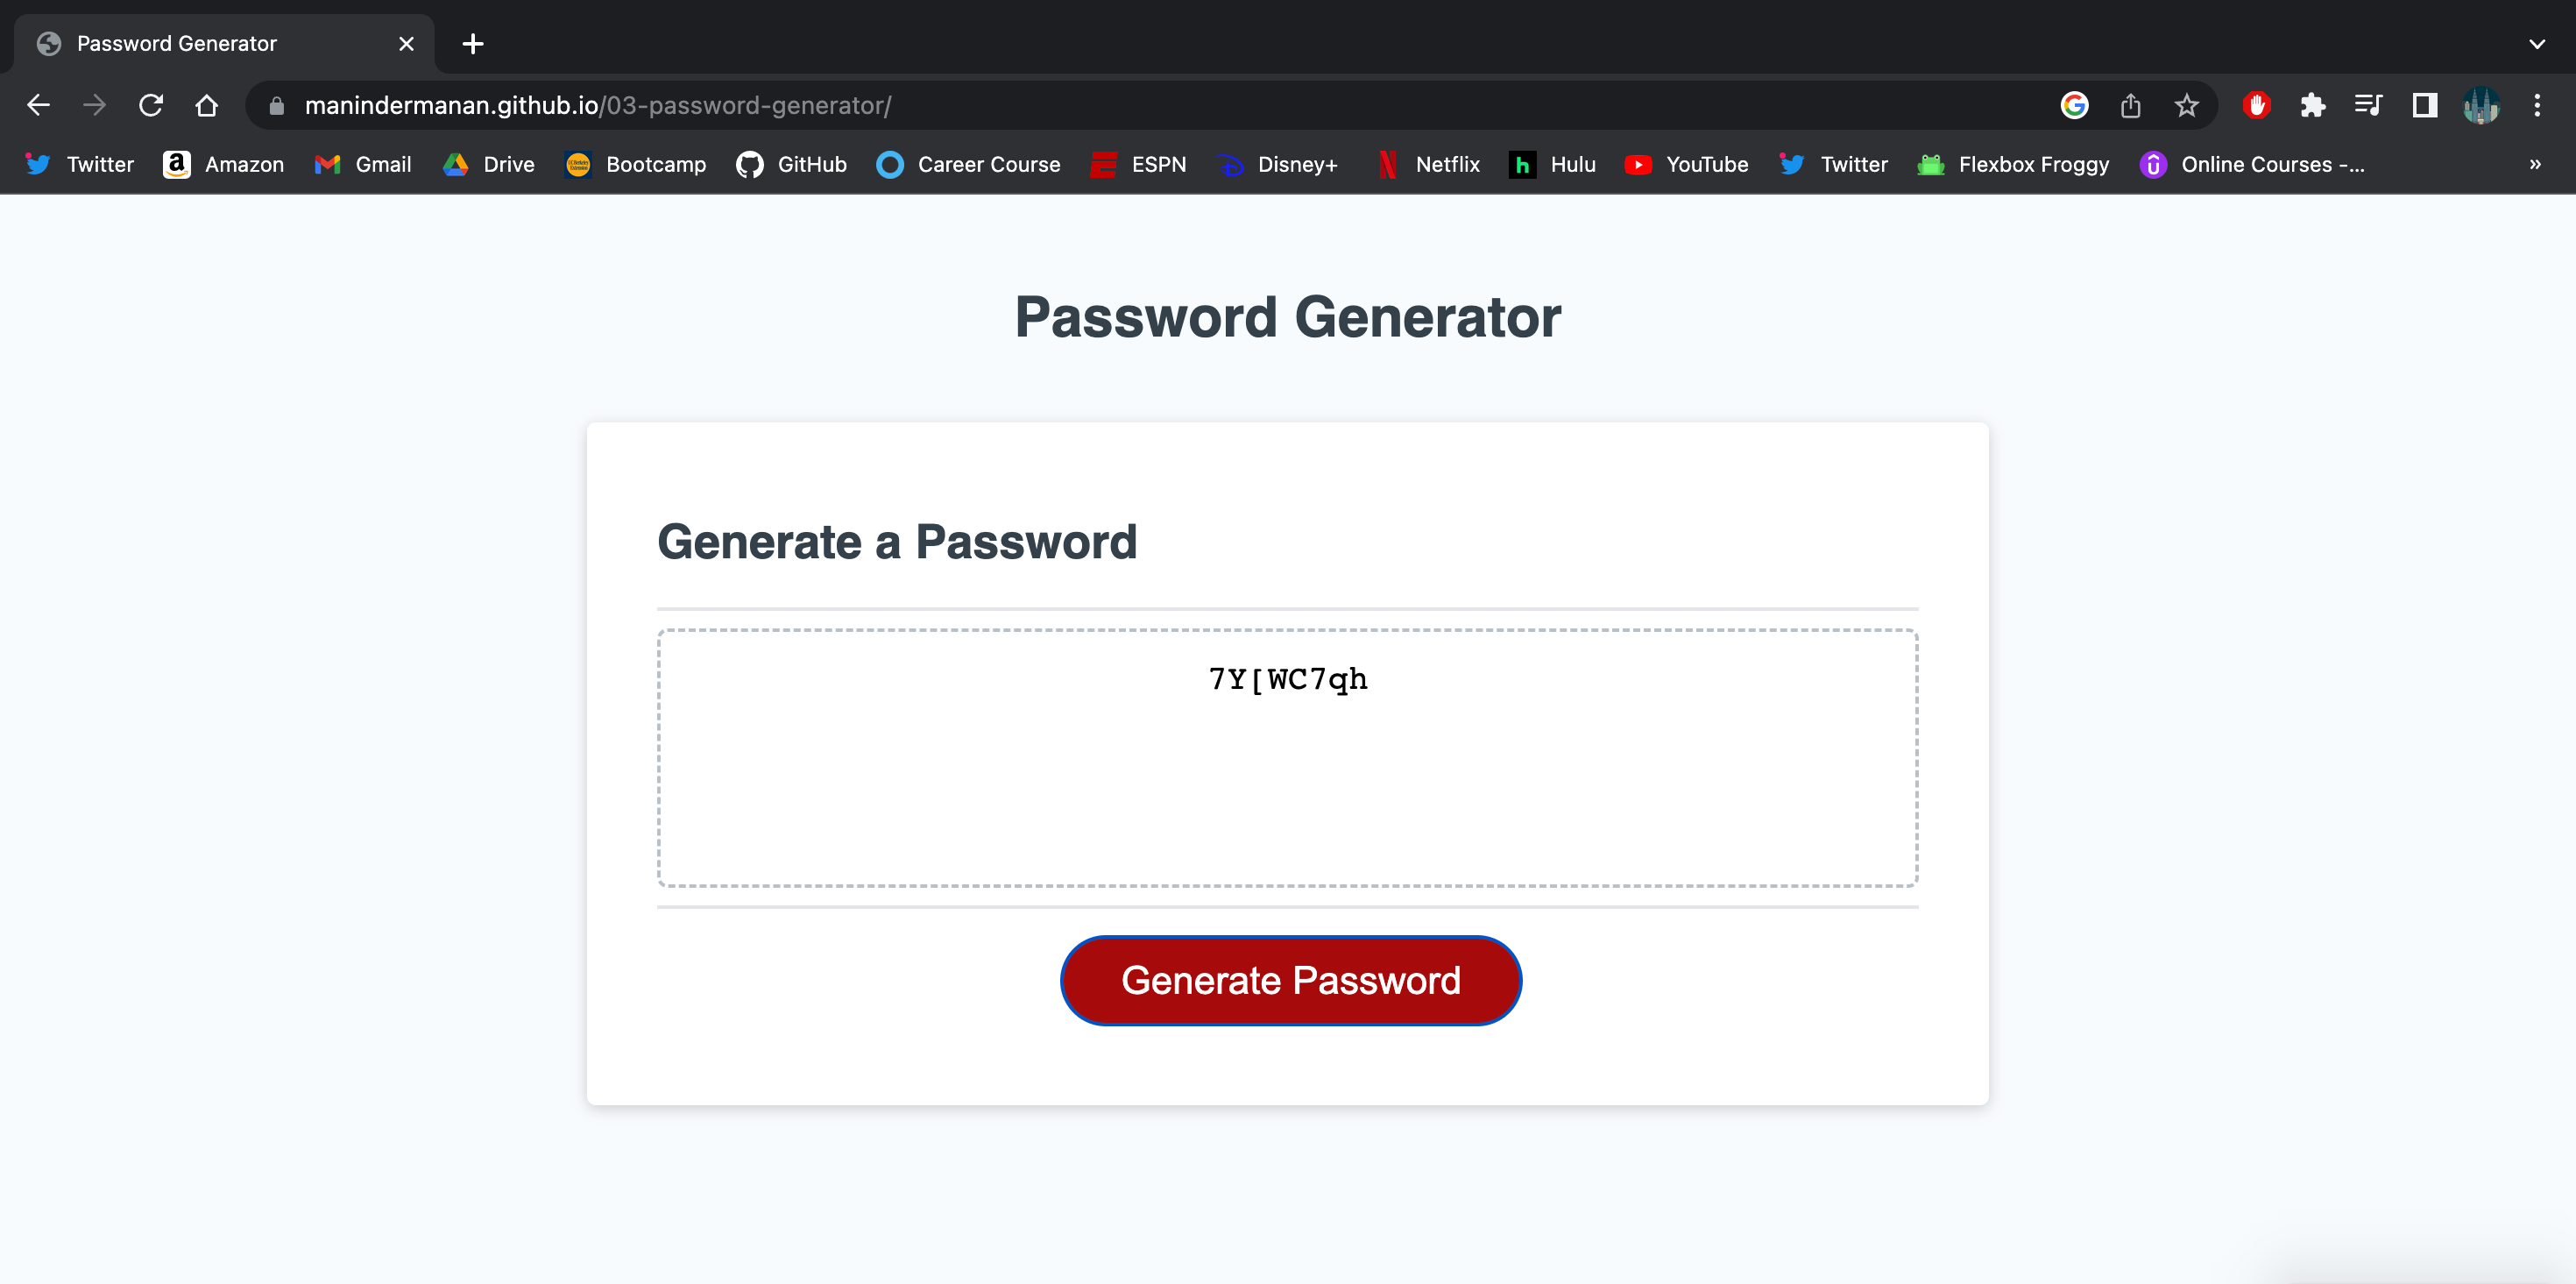 Password Generator
manindermanan.github.io/03-password-generator/
Twitter Amazon Gmail Drive Bootcamp GitHub Career Course ESPN Disney+ Netflix Hulu YouTube Twitter Flexbox Froggy Online Courses -... »
Password Generator
Generate a Password
7Y[WC7qh
Generate Password